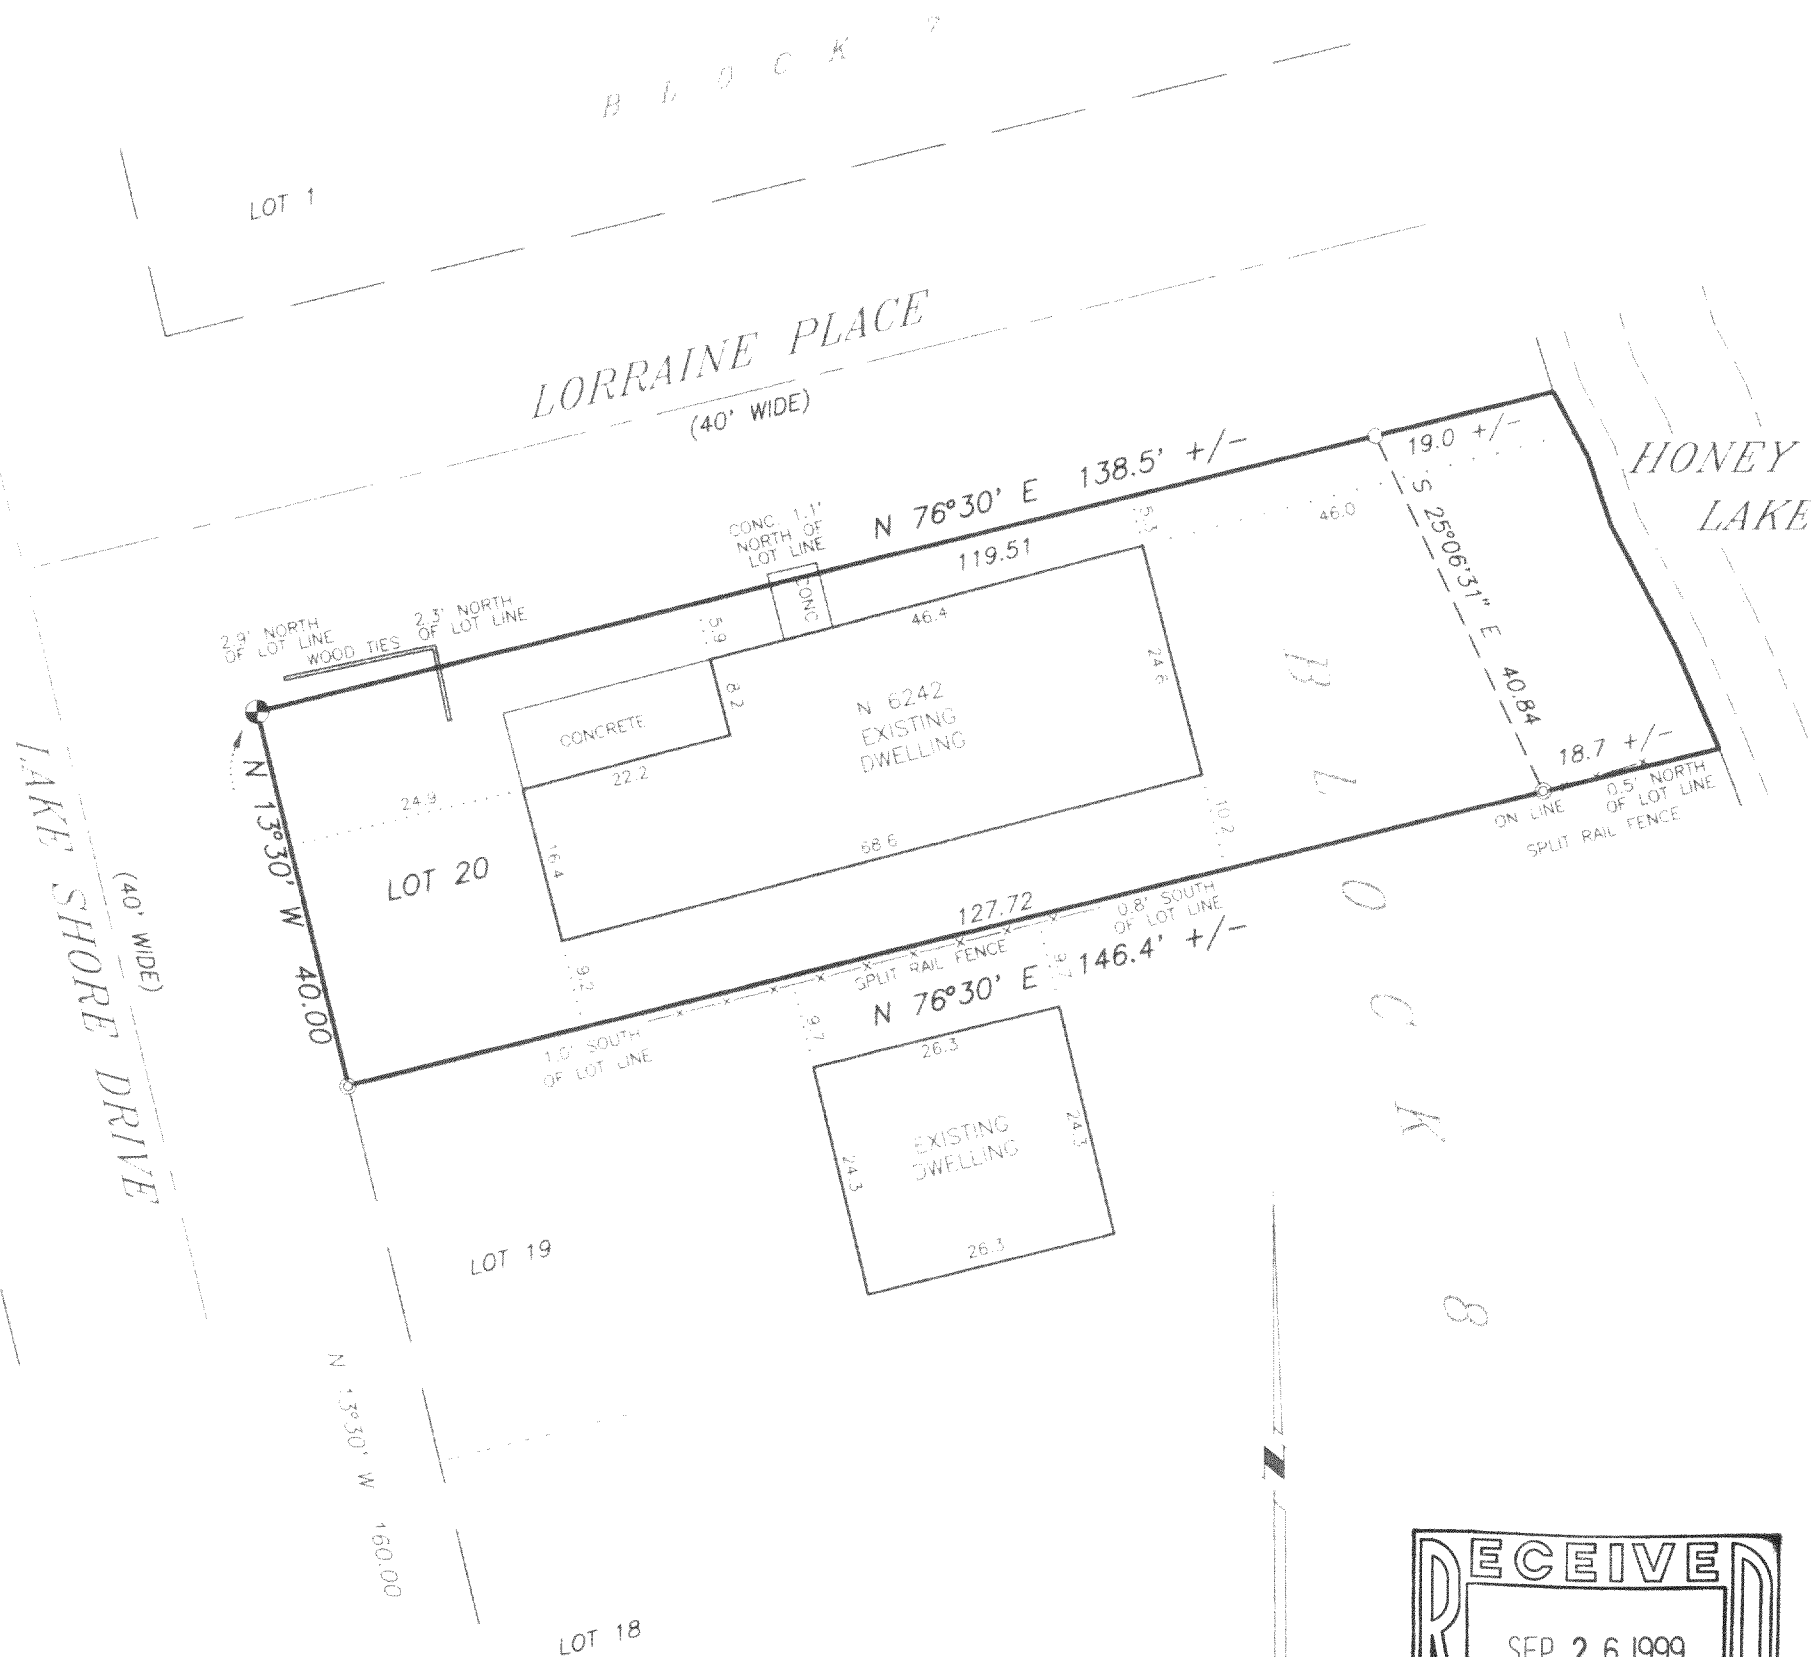 BLOCK 7
LOT 1
LORRAINE PLACE
(40' WIDE)
HONEY
LAKE
N 76°30' E 138.5' +/-
119.51
19.0 +/-
46.0
S 25°06'31" E 40.84
CONC. 1.1'
NORTH OF
LOT LINE
CONC
5.9
46.4
24.6
8.2
2.9' NORTH
OF LOT LINE
WOOD TIES
2.3' NORTH
OF LOT LINE
N 6242
EXISTING
DWELLING
CONCRETE
22.2
24.9
16.4
68.6
10.2
LOT 20
N 13°30' W 40.00
LAKE SHORE DRIVE
(40' WIDE)
18.7 +/-
0.5' NORTH
OF LOT LINE
ON LINE
SPLIT RAIL FENCE
127.72
0.8' SOUTH
OF LOT LINE
SPLIT RAIL FENCE
N 76°30' E 146.4' +/-
9.2
9.7
9.7
1.0' SOUTH
OF LOT LINE
26.3
24.3
EXISTING
DWELLING
24.3
26.3
BLOCK 8
LOT 19
N 13°30' W 160.00
LOT 18
N
RECEIVED
SEP 26 1999